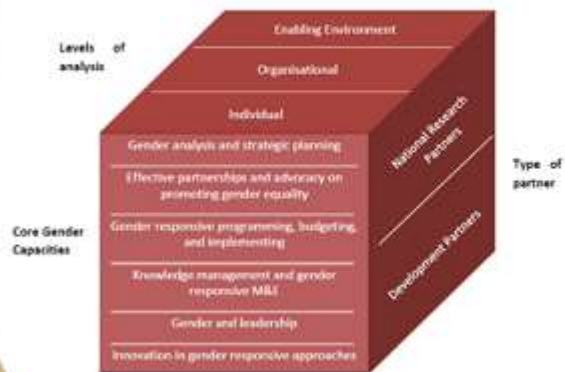 Levels of
analysis
Enabling Environment
Organisational
Individual
Gender analysis and strategic planning
Effective partnerships and advocacy on
promoting gender equality
Gender responsive programming, budgeting,
and implementing
Knowledge management and gender
responsive M&E
Gender and leadership
Innovation in gender responsive approaches
Core Gender
Capacities
National Research
Partners
Development Partners
Type of
partner